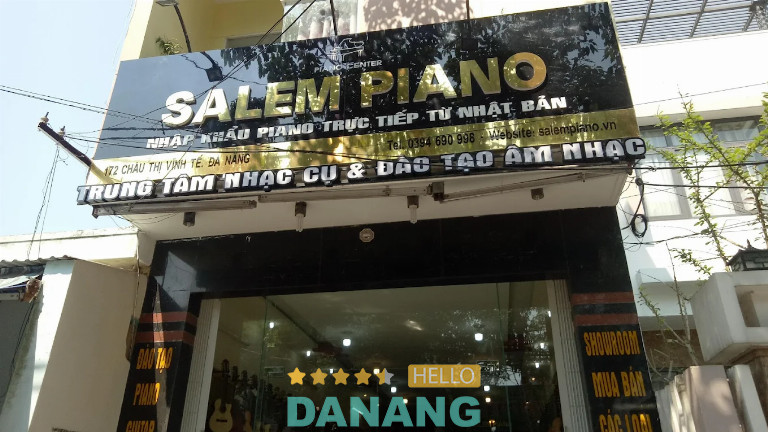 PIANO CENTER
SALEM PIANO
NHẬP KHẨU PIANO TRỰC TIẾP TỪ NHẬT BẢN
172 CHÂU THỊ VĨNH TẾ, ĐÀ NẴNG
Tel: 0394 690 998 - Website: salempiano.vn
TRUNG TÂM NHẠC CỤ & ĐÀO TẠO ÂM NHẠC
ĐÀO TẠO
PIANO
GUITAR
SHOWROOM
MUA BÁN
CÁC LOẠI
HELLO
DANANG